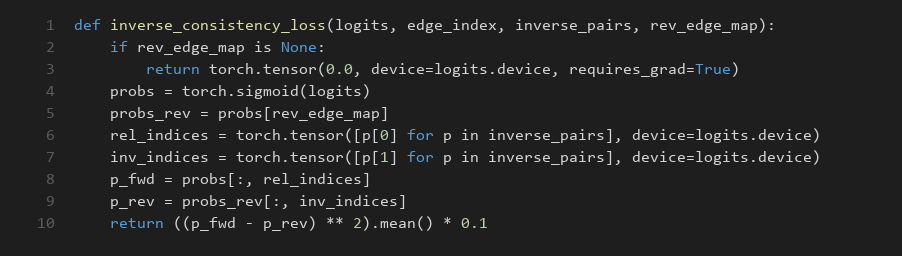 1 def inverse_consistency_loss(logits, edge_index, inverse_pairs, rev_edge_map):
2     if rev_edge_map is None:
3         return torch.tensor(0.0, device=logits.device, requires_grad=True)
4     probs = torch.sigmoid(logits)
5     probs_rev = probs[rev_edge_map]
6     rel_indices = torch.tensor([p[0] for p in inverse_pairs], device=logits.device)
7     inv_indices = torch.tensor([p[1] for p in inverse_pairs], device=logits.device)
8     p_fwd = probs[:, rel_indices]
9     p_rev = probs_rev[:, inv_indices]
10     return ((p_fwd - p_rev) ** 2).mean() * 0.1